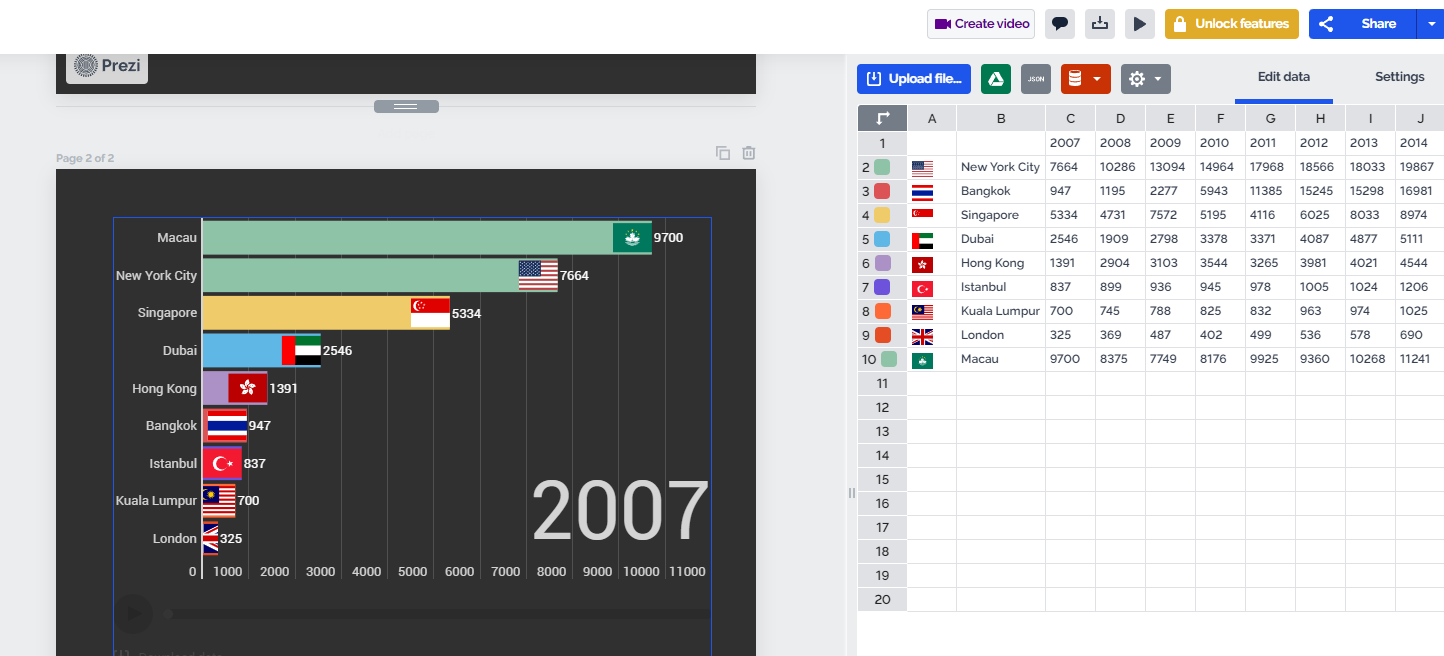 Create video
Unlock features
Share
Prezi
Upload file...
JSON
Edit data
Settings
Page 2 of 2
Macau 9700
New York City 7664
Singapore 5334
Dubai 2546
Hong Kong 1391
Bangkok 947
Istanbul 837
Kuala Lumpur 700
London 325
2007
0 1000 2000 3000 4000 5000 6000 7000 8000 9000 10000 11000
Download data
A B C D E F G H I J
1 2007 2008 2009 2010 2011 2012 2013 2014
2 New York City 7664 10286 13094 14964 17968 18566 18033 19867
3 Bangkok 947 1195 2277 5943 11385 15245 15298 16981
4 Singapore 5334 4731 7572 5195 4116 6025 8033 8974
5 Dubai 2546 1909 2798 3378 3371 4087 4877 5111
6 Hong Kong 1391 2904 3103 3544 3265 3981 4021 4544
7 Istanbul 837 899 936 945 978 1005 1024 1206
8 Kuala Lumpur 700 745 788 825 832 963 974 1025
9 London 325 369 487 402 499 536 578 690
10 Macau 9700 8375 7749 8176 9925 9360 10268 11241
11
12
13
14
15
16
17
18
19
20